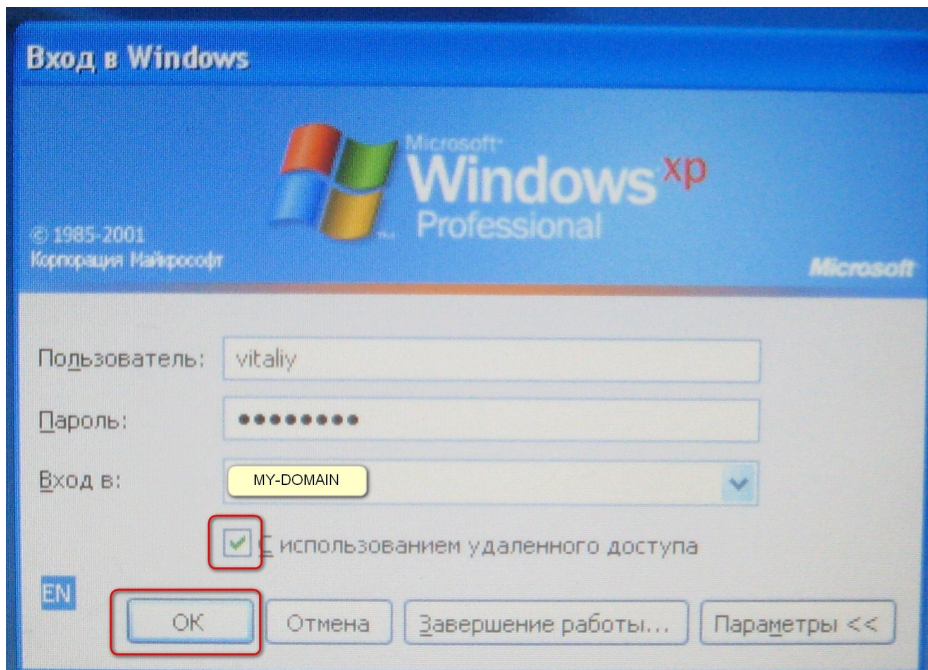 Вход в Windows
Microsoft
Windows xp
Professional
© 1985-2001
Корпорация Майкрософт
Microsoft
Пользователь: vitaliy
Пароль: ●●●●●●●●
Вход в: MY-DOMAIN
С использованием удаленного доступа
EN
ОК Отмена Завершение работы... Параметры <<